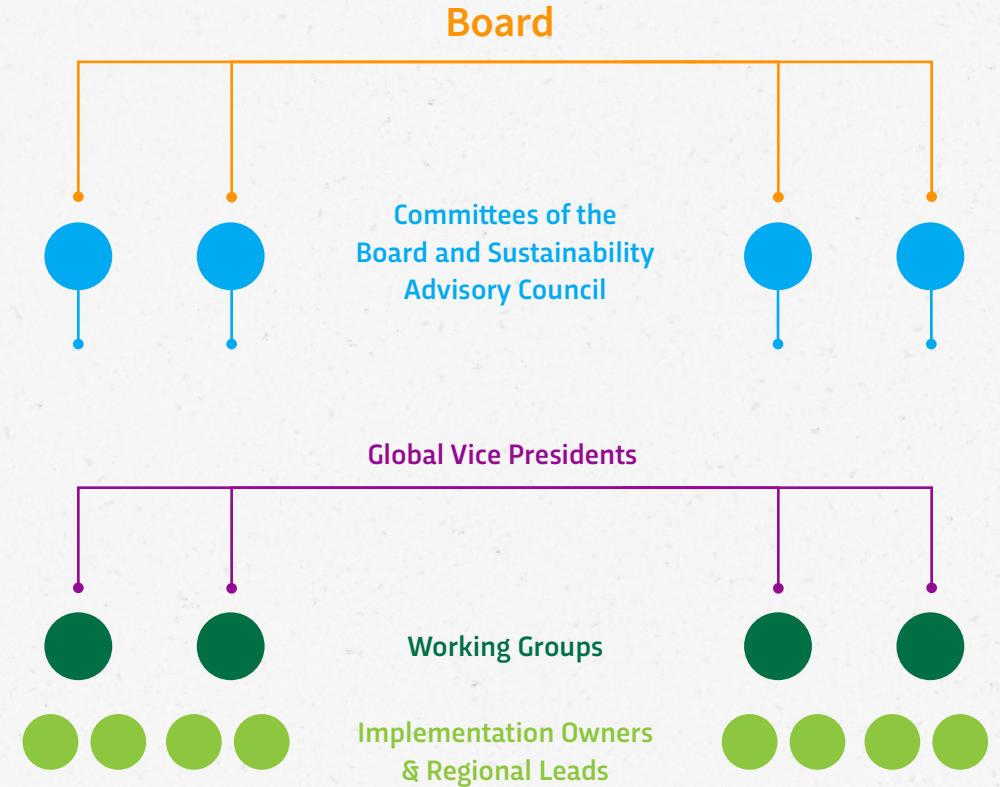 Board
Committees of the
Board and Sustainability
Advisory Council
Global Vice Presidents
Working Groups
Implementation Owners
& Regional Leads